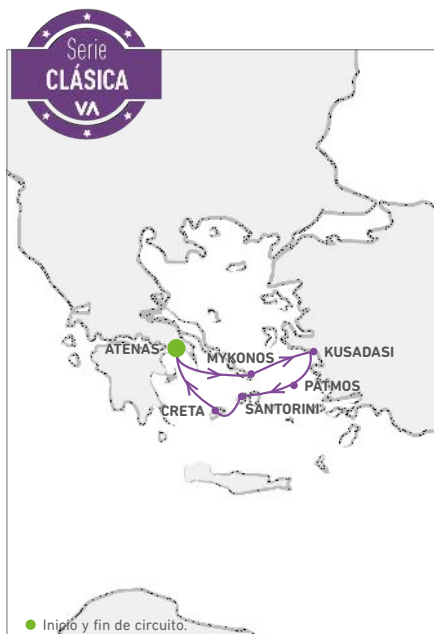 Serie
CLÁSICA
VA
ATENAS
MYKONOS
KUSADASI
PATMOS
CRETA
SANTORINI
Inicio y fin de circuito.